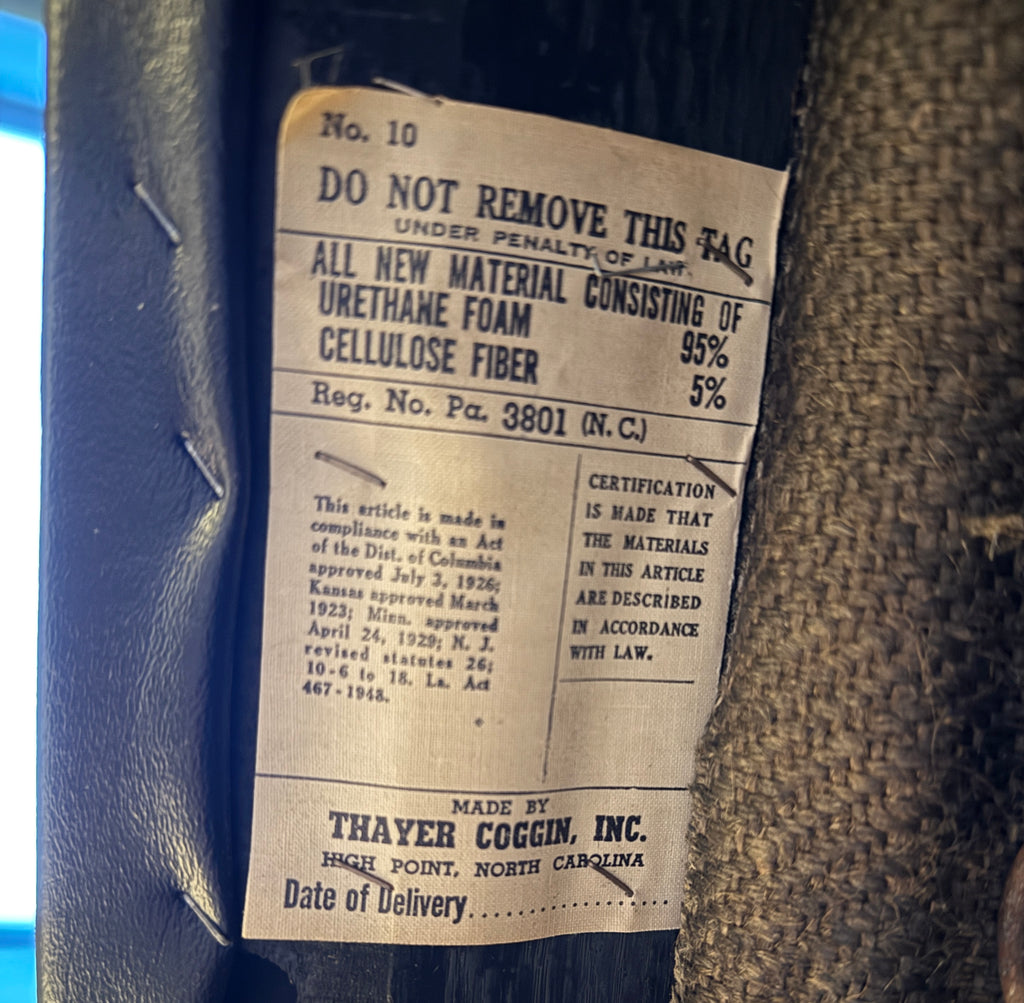 No. 10
DO NOT REMOVE THIS TAG
UNDER PENALTY OF LAW.
ALL NEW MATERIAL CONSISTING OF
URETHANE FOAM 95%
CELLULOSE FIBER 5%
Reg. No. Pa. 3801 (N.C.)
This article is made in
compliance with an Act
of the Dist. of Columbia
approved July 3, 1926;
Kansas approved March
1923; Minn. approved
April 24, 1929; N. J.
revised statutes 26;
10-6 to 18. La. Act
467-1948.
CERTIFICATION
IS MADE THAT
THE MATERIALS
IN THIS ARTICLE
ARE DESCRIBED
IN ACCORDANCE
WITH LAW.
MADE BY
THAYER COGGIN, INC.
HIGH POINT, NORTH CAROLINA
Date of Delivery....................